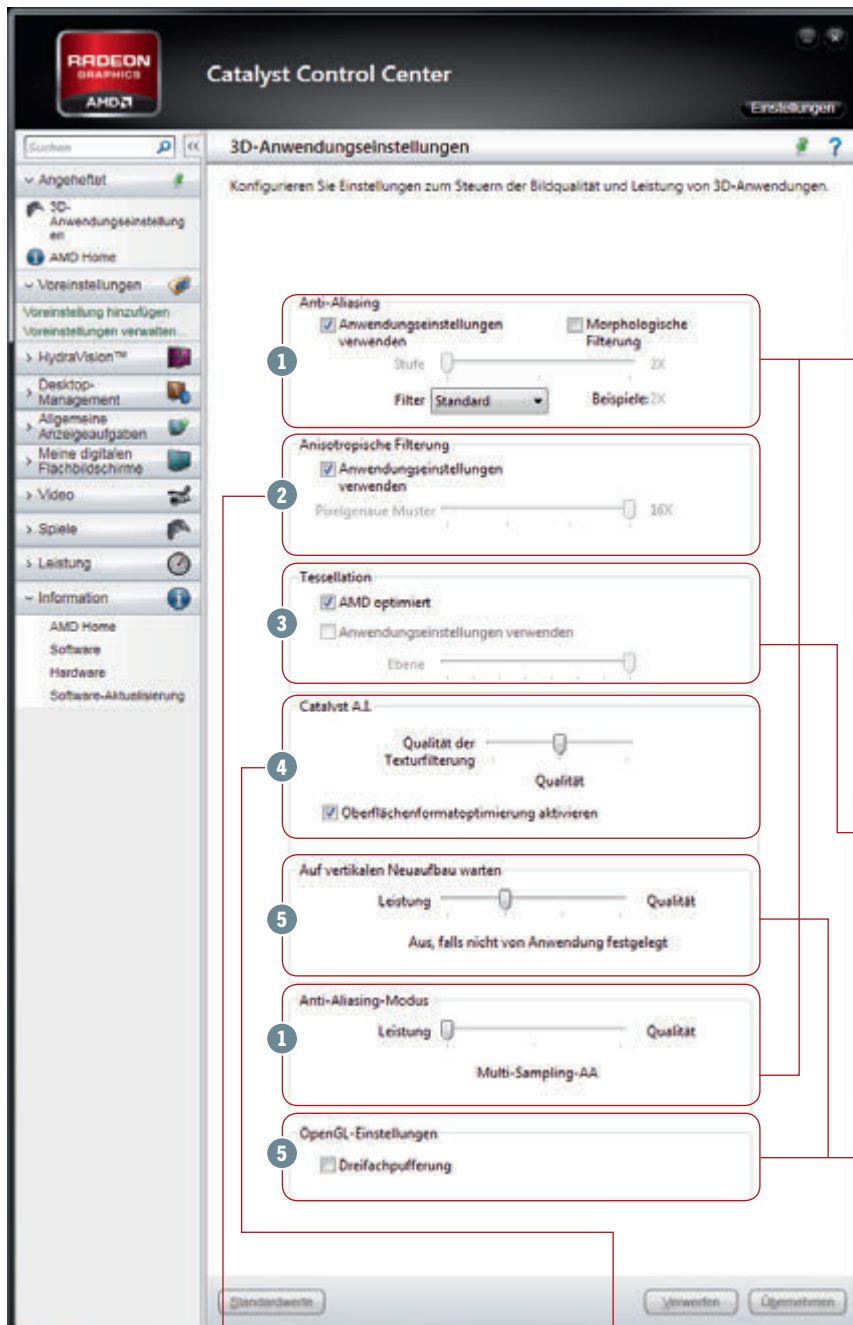 RADEON
GRAPHICS
AMD
Catalyst Control Center
Einstellungen
Suchen
«
3D-Anwendungseinstellungen
?
Angeheftet
Konfigurieren Sie Einstellungen zum Steuern der Bildqualität und Leistung von 3D-Anwendungen.
3D-
Anwendungseinstellung
en
AMD Home
Voreinstellungen
Voreinstellung hinzufügen
Voreinstellungen verwalten...
HydraVision™
Desktop-
Management
Allgemeine
Anzeigeaufgaben
Meine digitalen
Flachbildschirme
Video
Spiele
Leistung
Information
AMD Home
Software
Hardware
Software-Aktualisierung
1
Anti-Aliasing
Anwendungseinstellungen
verwenden
Morphologische
Filterung
Stufe 2X
Filter Standard Beispiele: 2X
2
Anisotropische Filterung
Anwendungseinstellungen
verwenden
Pixelgenaue Muster 16X
3
Tessellation
AMD optimiert
Anwendungseinstellungen verwenden
Ebene
4
Catalyst A.I.
Qualität der
Texturfilterung
Qualität
Oberflächenformatoptimierung aktivieren
5
Auf vertikalen Neuaufbau warten
Leistung Qualität
Aus, falls nicht von Anwendung festgelegt
1
Anti-Aliasing-Modus
Leistung Qualität
Multi-Sampling-AA
5
OpenGL-Einstellungen
Dreifachpufferung
Standardwerte
Verwerfen
Übernehmen